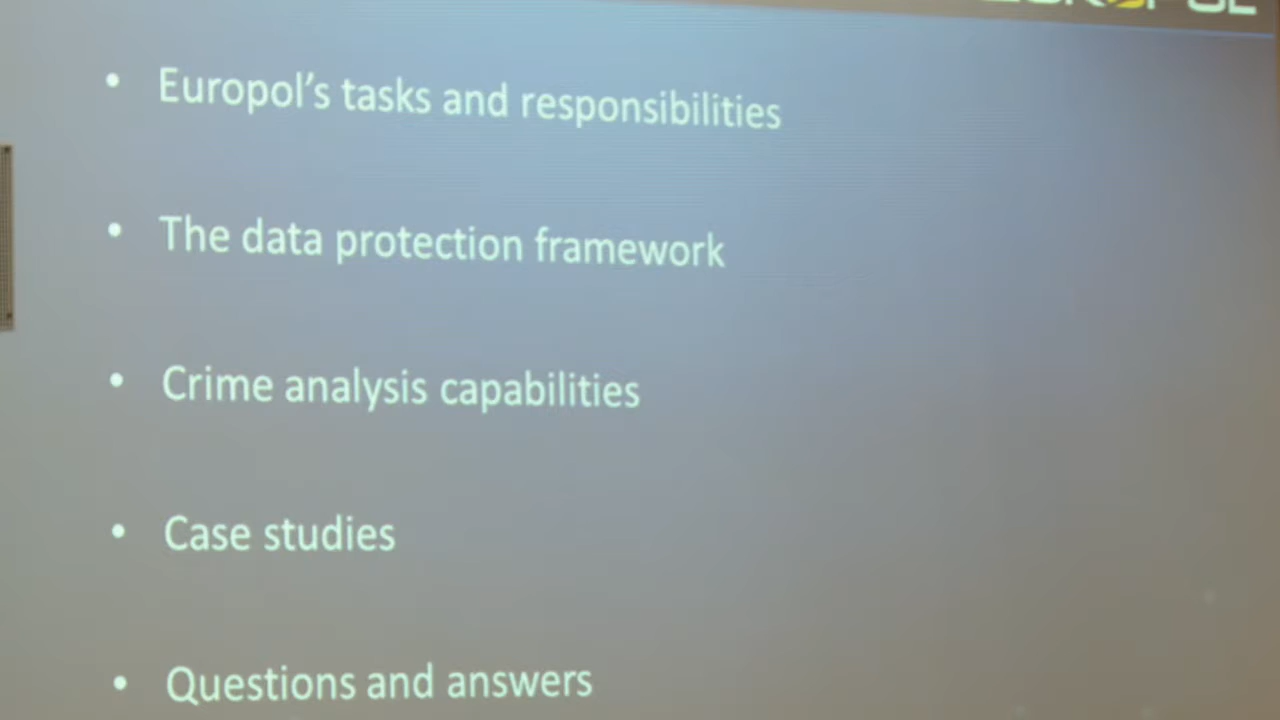 Europol's tasks and responsibilities
The data protection framework
Crime analysis capabilities
Case studies
Questions and answers